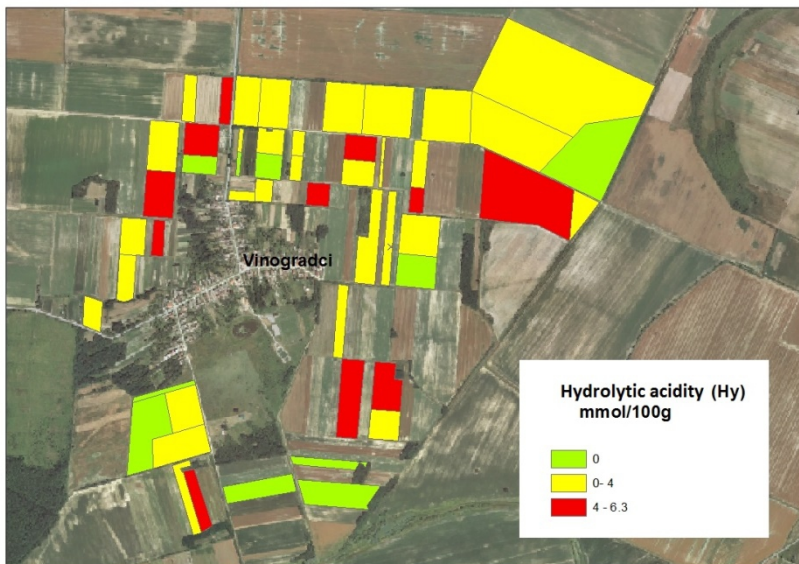 Vinogradci
Hydrolytic acidity (Hy)
mmol/100g
0
0- 4
4 - 6.3